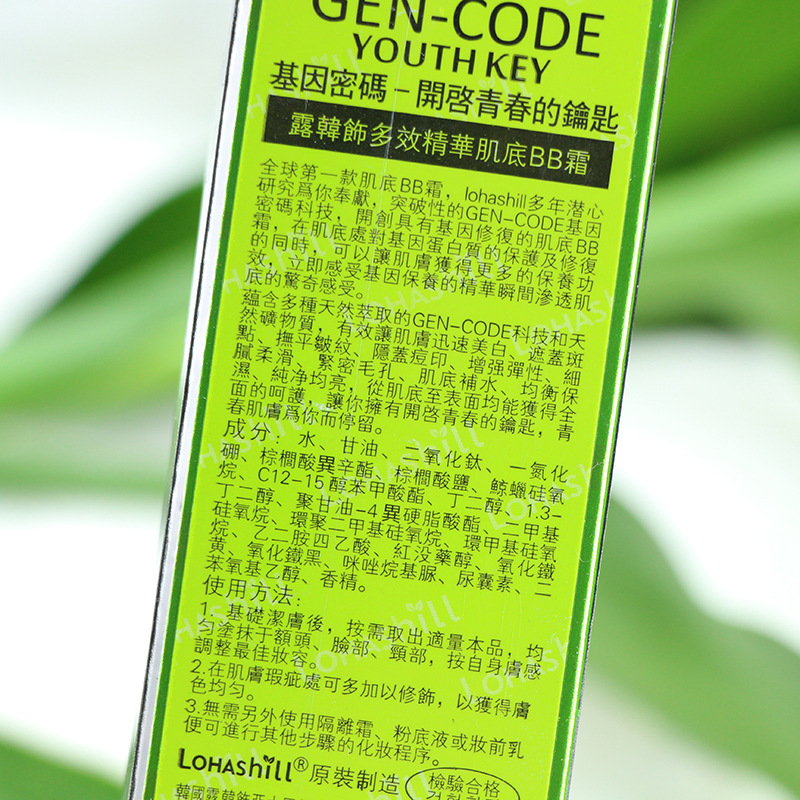 GEN-CODE
YOUTH KEY
基因密碼－開啓青春的鑰匙
露韓飾多效精華肌底BB霜
全球第一款肌底BB霜，lohashill多年潛心
研究爲你奉獻，突破性的GEN-CODE基因
密碼科技，開創具有基因修復的肌底BB
霜，在肌底處對基因蛋白質的保護及修復
的同時，可以讓肌膚獲得更多的保養功
效，立即感受基因保養的精華瞬間滲透肌
底的驚奇感受。
蘊含多種天然萃取的GEN-CODE科技和天
然礦物質，有效讓肌膚迅速美白、遮蓋斑
點、撫平皺紋、隱蓋痘印、增强彈性、細
膩柔滑、緊密毛孔、肌底補水、均衡保
濕、純净均亮，從肌底至表面均能獲得全
面的呵護，讓你擁有開啓青春的鑰匙，青
春肌膚爲你而停留。
成分：水、甘油、二氧化鈦、一氮化
硼、棕櫚酸異辛酯、棕櫚酸鹽、鯨蠟硅氧
烷、C12-15醇苯甲酸酯、丁二醇、1.3-
丁二醇、聚甘油-4異硬脂酸酯、二甲基
硅氧烷、環聚二甲基硅氧烷、環甲基硅氧
烷、乙二胺四乙酸、紅没藥醇、氧化鐵
黄、氧化鐵黑、咪唑烷基脲、尿囊素、二
苯氧基乙醇、香精。
使用方法：
1. 基礎潔膚後，按需取出適量本品，均
匀塗抹于額頭、臉部、頸部，按自身膚感
調整最佳妝容。
2.在肌膚瑕疵處可多加以修飾，以獲得膚
色均匀。
3.無需另外使用隔離霜、粉底液或妝前乳
便可進行其他步驟的化妝程序。
LOHAShill®原裝制造
檢驗合格